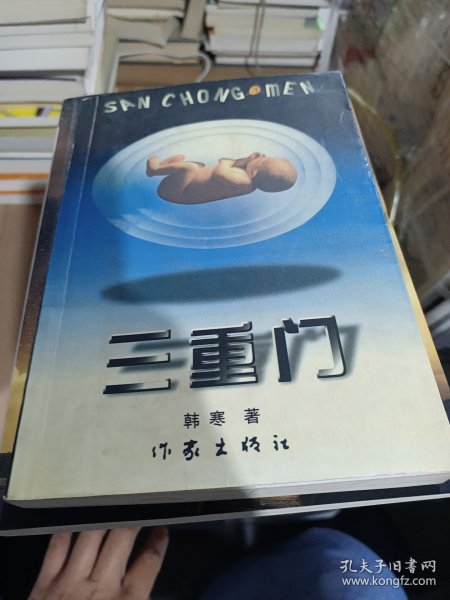 SAN CHONG MEN
三重门
韩寒 著
作家出版社
孔夫子旧书网
www.kongfz.com